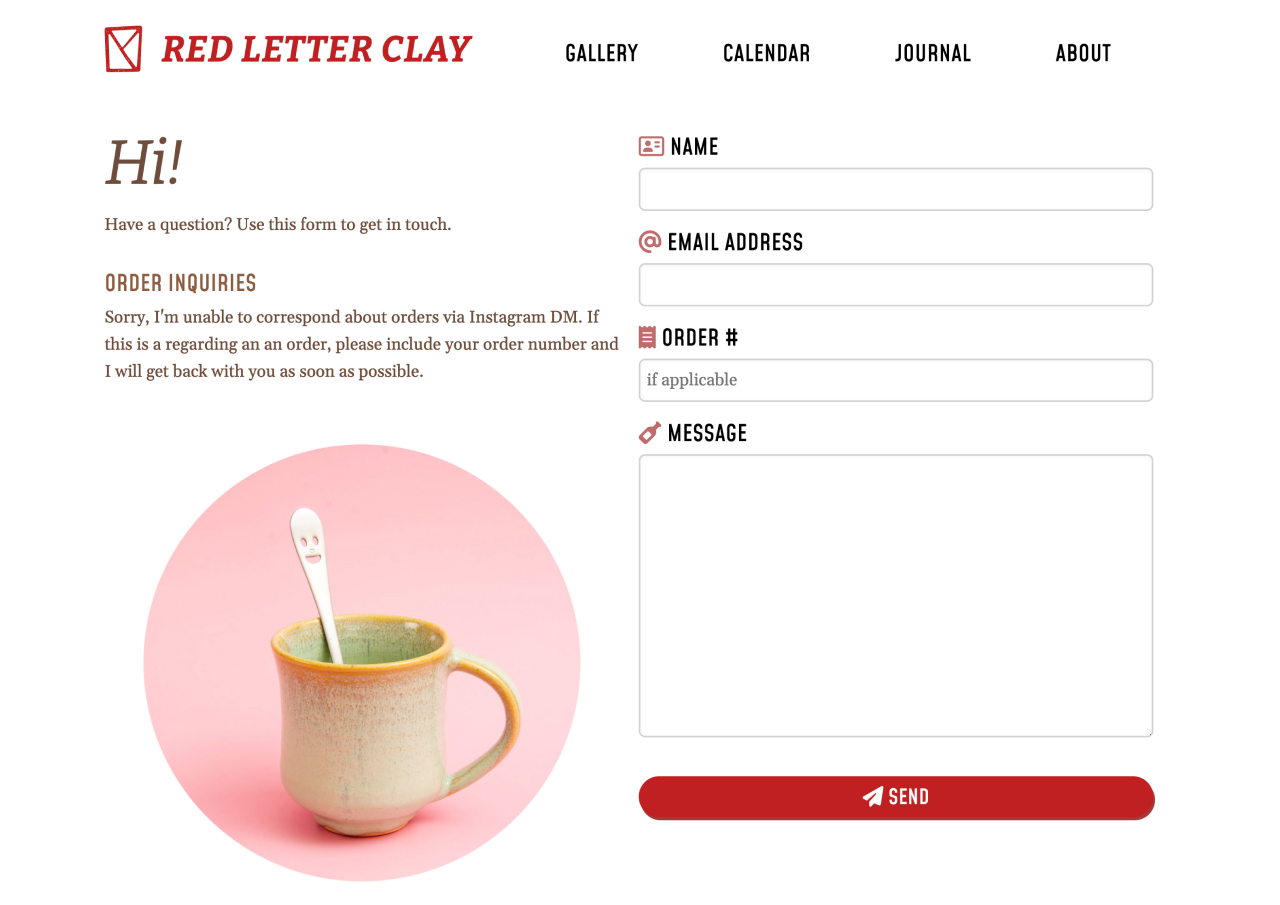 RED LETTER CLAY
GALLERY
CALENDAR
JOURNAL
ABOUT
Hi!
Have a question? Use this form to get in touch.
ORDER INQUIRIES
Sorry, I'm unable to correspond about orders via Instagram DM. If
this is a regarding an an order, please include your order number and
I will get back with you as soon as possible.
NAME
@ EMAIL ADDRESS
ORDER #
if applicable
MESSAGE
SEND